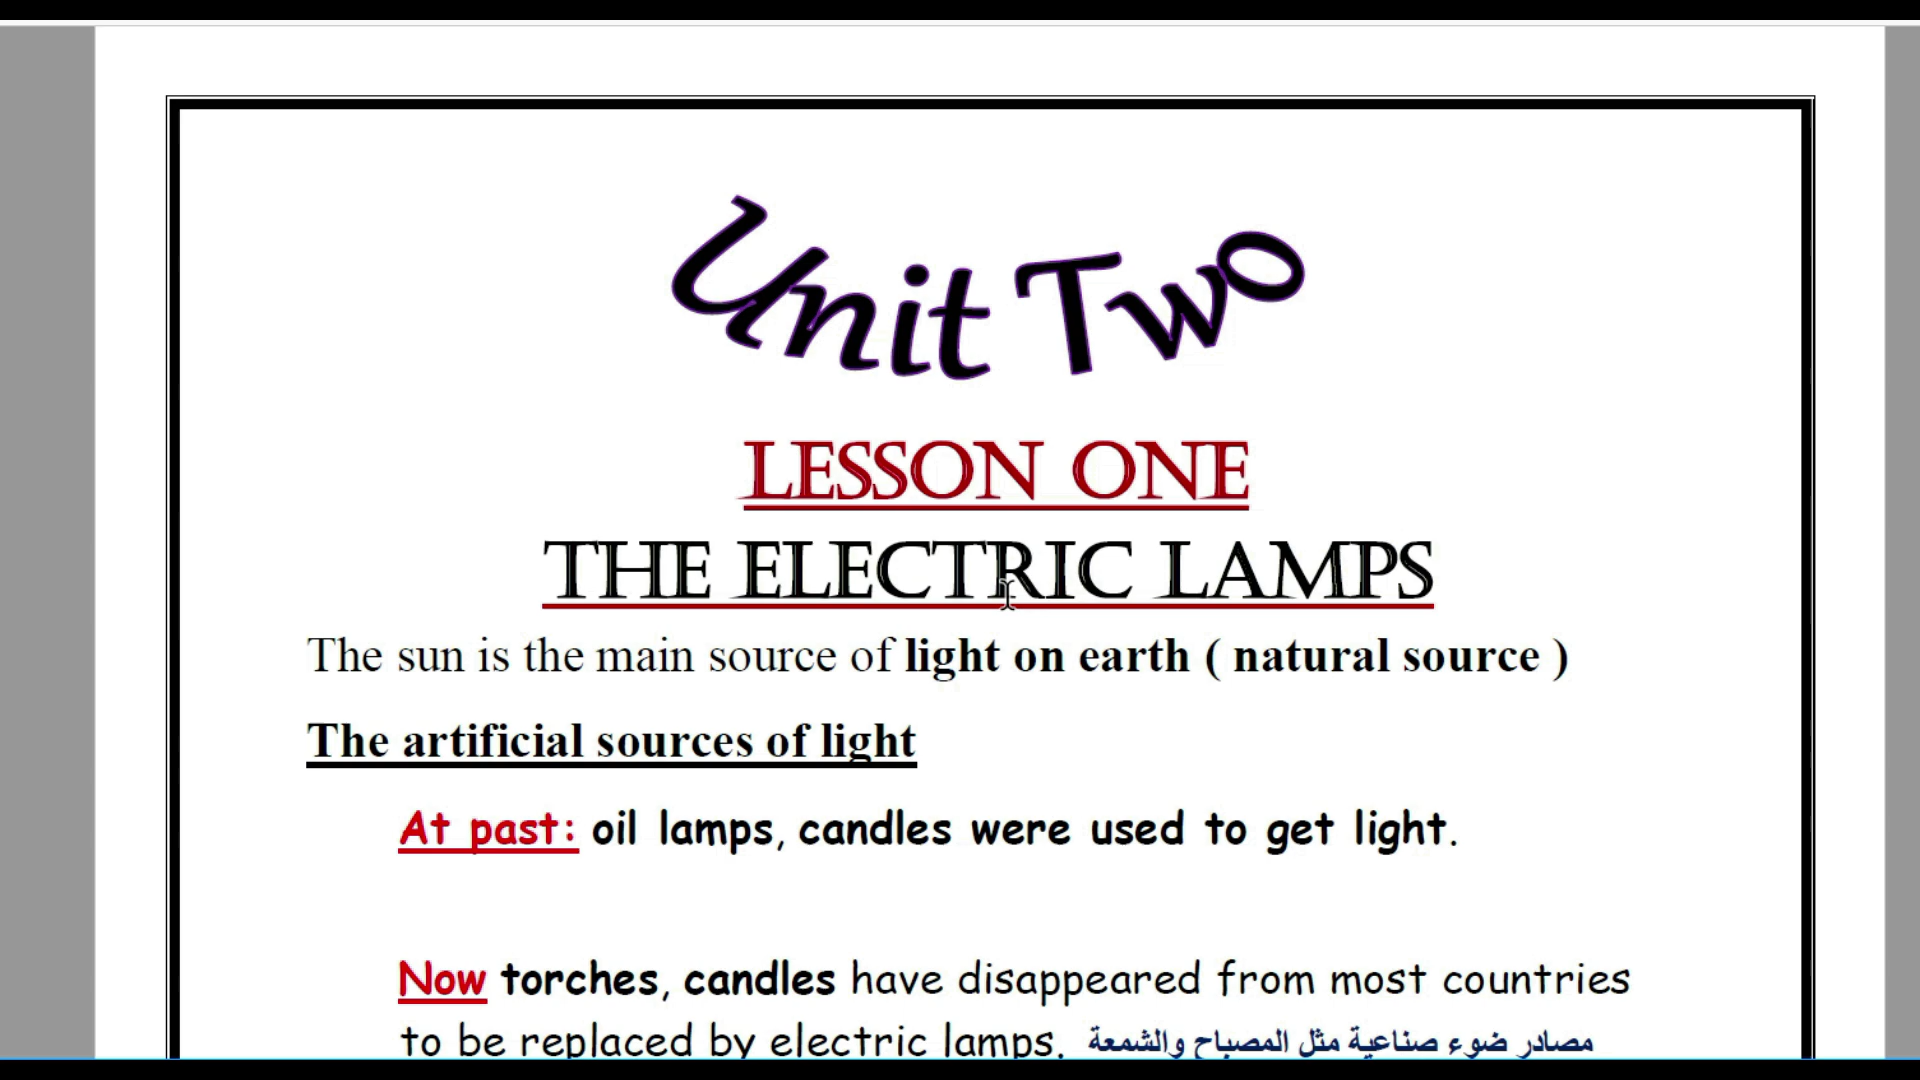 Unit Two
LESSON ONE
THE ELECTRIC LAMPS
The sun is the main source of light on earth ( natural source )
The artificial sources of light
At past: oil lamps, candles were used to get light.
Now torches, candles have disappeared from most countries
to be replaced by electric lamps. مصادر ضوء صناعية مثل المصباح والشمعة